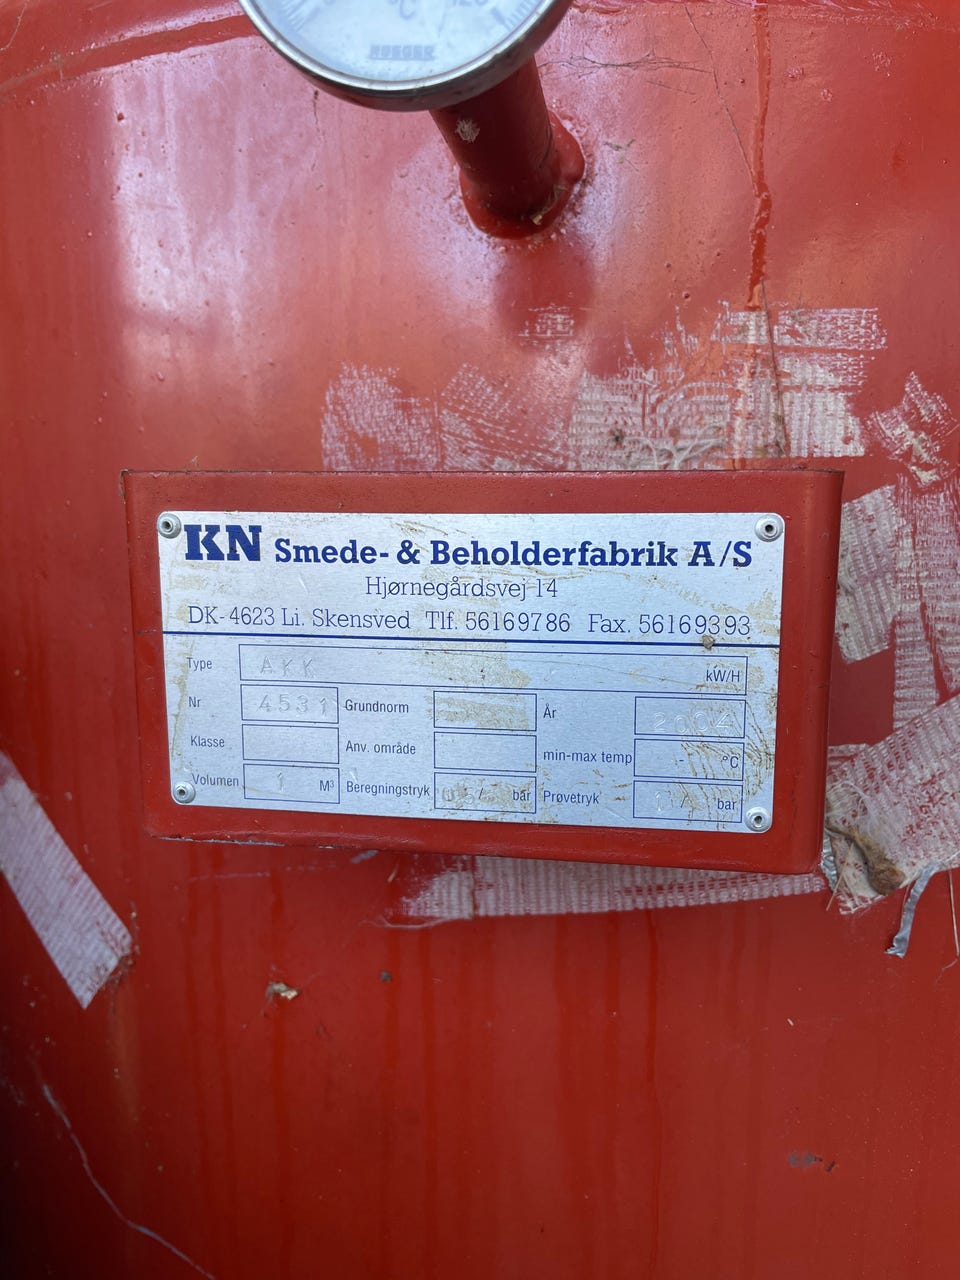 °C 120
KN Smede- & Beholderfabrik A/S
Hjørnegårdsvej 14
DK-4623 Li. Skensved Tlf. 56169786 Fax. 56169393
Type AKK kW/H
Nr 4531 Grundnorm År 2004
Klasse Anv. område min-max temp - °C
Volumen 1 M³ Beregningstryk bar Prøvetryk bar